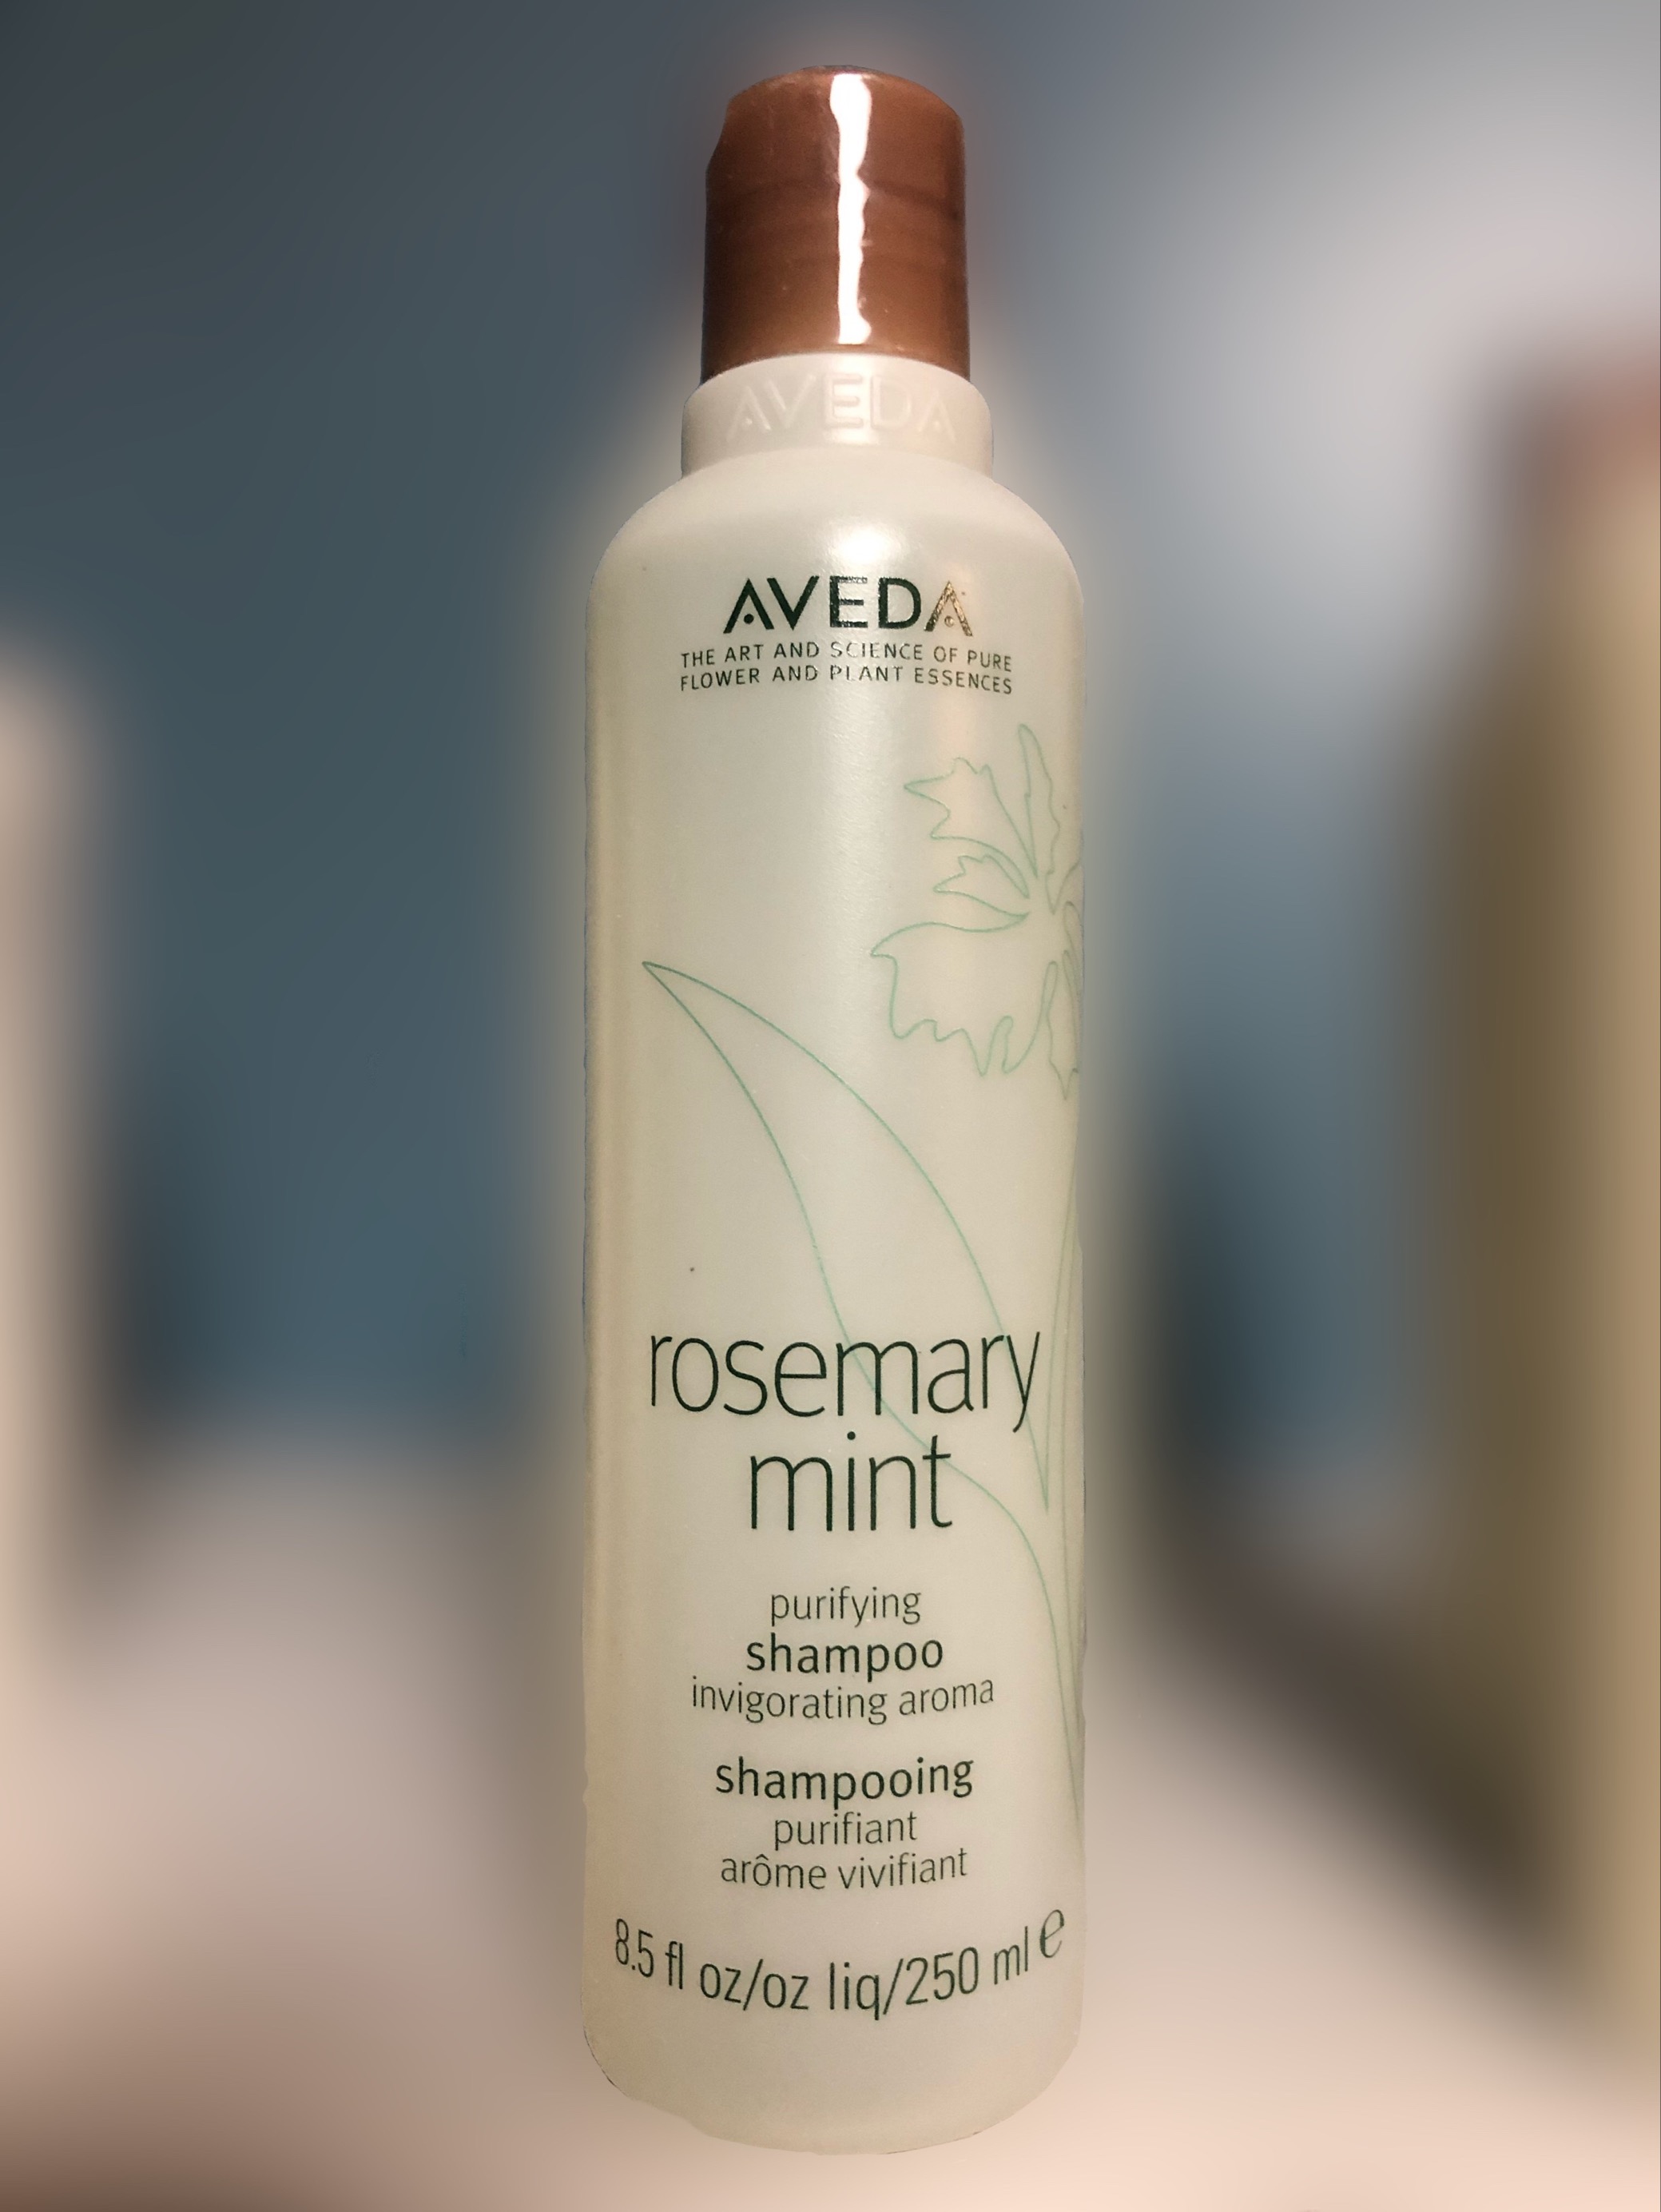 AVEDA
AVEDA
THE ART AND SCIENCE OF PURE
FLOWER AND PLANT ESSENCES
rosemary
mint
purifying
shampoo
invigorating aroma
shampooing
purifiant
arôme vivifiant
8.5 fl oz/oz liq/250 ml e